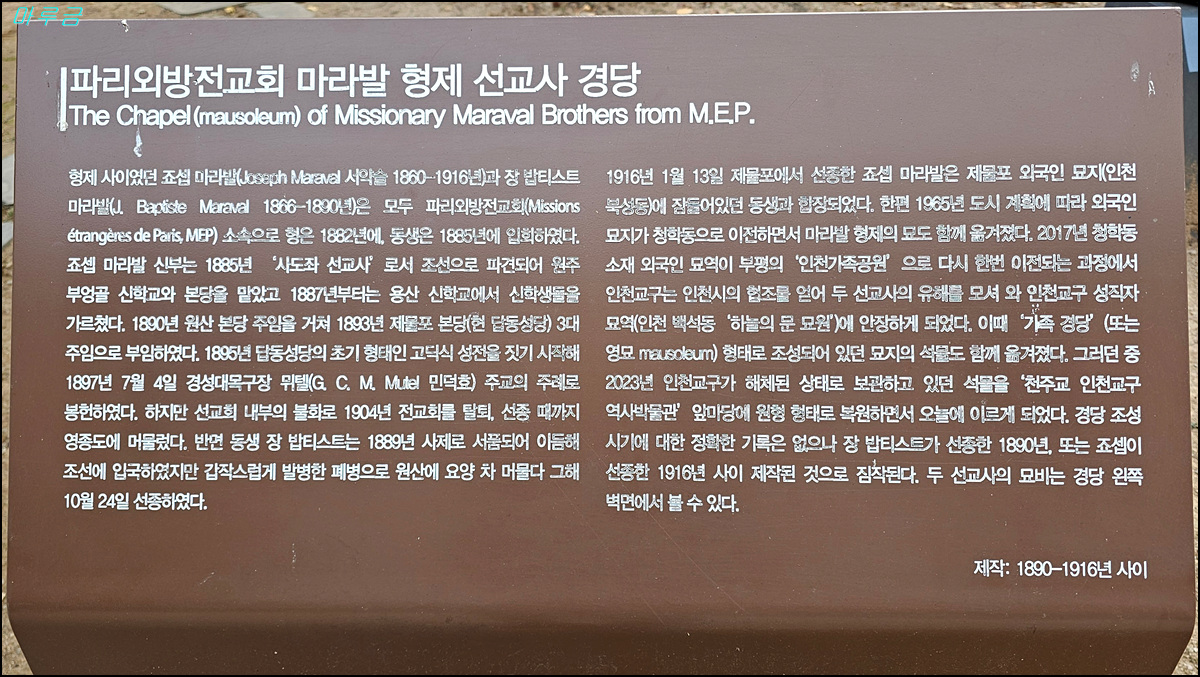 미루금
파리외방전교회 마라발 형제 선교사 경당
The Chapel (mausoleum) of Missionary Maraval Brothers from M.E.P.
형제 사이였던 죠셉 마라발(Joseph Maraval 서약슬 1860-1916년)과 장 밥티스트
마라발(J. Baptiste Maraval 1866-1890년)은 모두 파리외방전교회(Missions
étrangères de Paris, MEP) 소속으로 형은 1882년에, 동생은 1885년에 입회하였다.
죠셉 마라발 신부는 1885년 ‘사도좌 선교사’로서 조선으로 파견되어 원주
부엉골 신학교와 본당을 맡았고 1887년부터는 용산 신학교에서 신학생들을
가르쳤다. 1890년 원산 본당 주임을 거쳐 1893년 제물포 본당(현 답동성당) 3대
주임으로 부임하였다. 1895년 답동성당의 초기 형태인 고딕식 성전을 짓기 시작해
1897년 7월 4일 경성대목구장 뮈텔(G. C. M. Mutel 민덕효) 주교의 주례로
봉헌하였다. 하지만 선교회 내부의 불화로 1904년 전교회를 탈퇴, 선종 때까지
영종도에 머물렀다. 반면 동생 장 밥티스트는 1889년 사제로 서품되어 이듬해
조선에 입국하였지만 갑작스럽게 발병한 폐병으로 원산에 요양 차 머물다 그해
10월 24일 선종하였다.
1916년 1월 13일 제물포에서 선종한 죠셉 마라발은 제물포 외국인 묘지(인천
북성동)에 잠들어있던 동생과 합장되었다. 한편 1965년 도시 계획에 따라 외국인
묘지가 청학동으로 이전하면서 마라발 형제의 묘도 함께 옮겨졌다. 2017년 청학동
소재 외국인 묘역이 부평의 ‘인천가족공원’으로 다시 한번 이전되는 과정에서
인천교구는 인천시의 협조를 얻어 두 선교사의 유해를 모셔 와 인천교구 성직자
묘역(인천 백석동 ‘하늘의 문 묘원’)에 안장하게 되었다. 이때 ‘가족 경당’(또는
영묘 mausoleum) 형태로 조성되어 있던 묘지의 석물도 함께 옮겨졌다. 그러던 중
2023년 인천교구가 해체된 상태로 보관하고 있던 석물을 ‘천주교 인천교구
역사박물관’ 앞마당에 원형 형태로 복원하면서 오늘에 이르게 되었다. 경당 조성
시기에 대한 정확한 기록은 없으나 장 밥티스트가 선종한 1890년, 또는 죠셉이
선종한 1916년 사이 제작된 것으로 짐작된다. 두 선교사의 묘비는 경당 왼쪽
벽면에서 볼 수 있다.
제작: 1890-1916년 사이